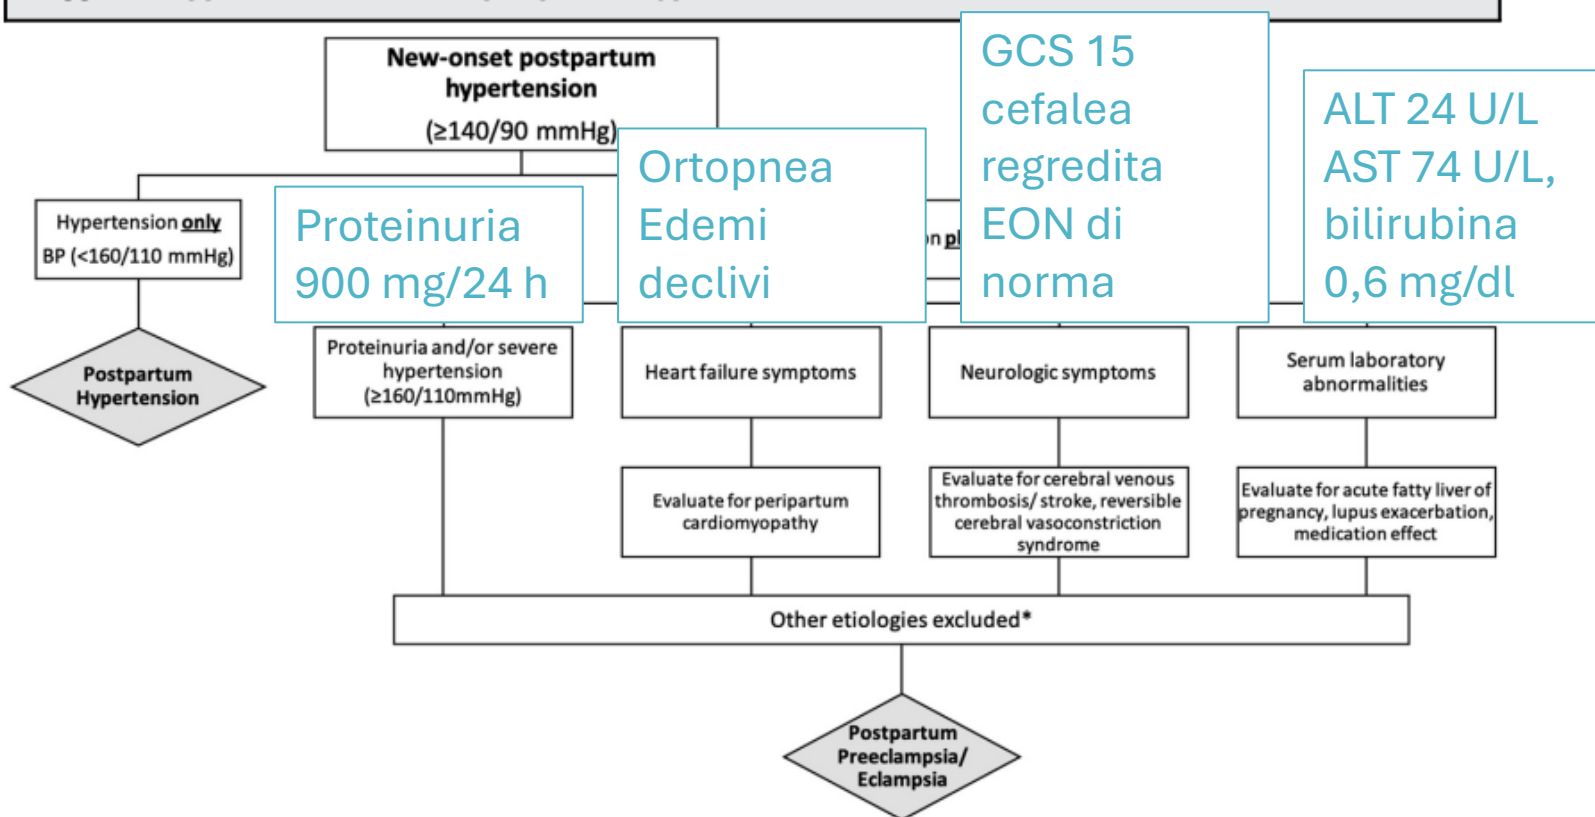 New-onset postpartum
hypertension
(≥140/90 mmHg)
Hypertension only
BP (<160/110 mmHg)
Postpartum
Hypertension
Proteinuria
900 mg/24 h
Ortopnea
Edemi
declivi
GCS 15
cefalea
regredita
EON di
norma
ALT 24 U/L
AST 74 U/L,
bilirubina
0,6 mg/dl
Proteinuria and/or severe
hypertension
(≥160/110mmHg)
Heart failure symptoms
Neurologic symptoms
Serum laboratory
abnormalities
Evaluate for peripartum
cardiomyopathy
Evaluate for cerebral venous
thrombosis/ stroke, reversible
cerebral vasoconstriction
syndrome
Evaluate for acute fatty liver of
pregnancy, lupus exacerbation,
medication effect
Other etiologies excluded*
Postpartum
Preeclampsia/
Eclampsia